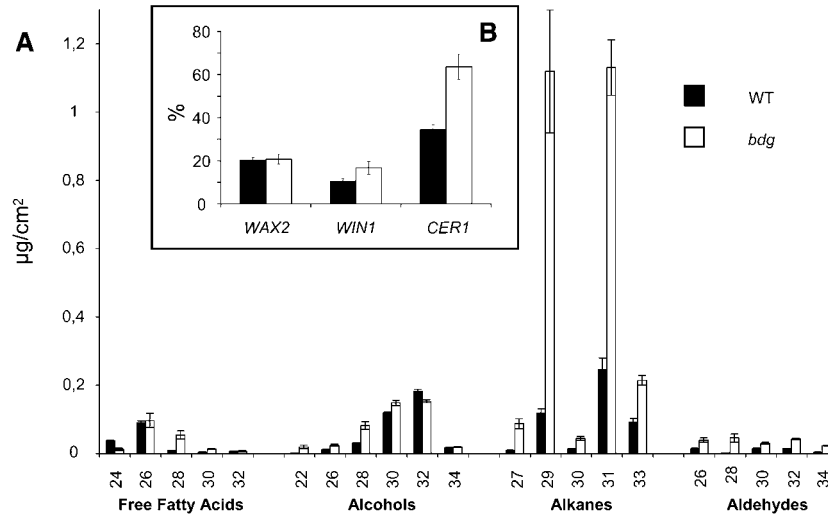 A
B
1,2
1
0,8
0,6
0,4
0,2
0
µg/cm²
80
60
40
20
0
%
WAX2 WIN1 CER1
WT
bdg
24 26 28 30 32 22 26 28 30 32 34 27 29 30 31 33 26 28 30 32 34
Free Fatty Acids Alcohols Alkanes Aldehydes